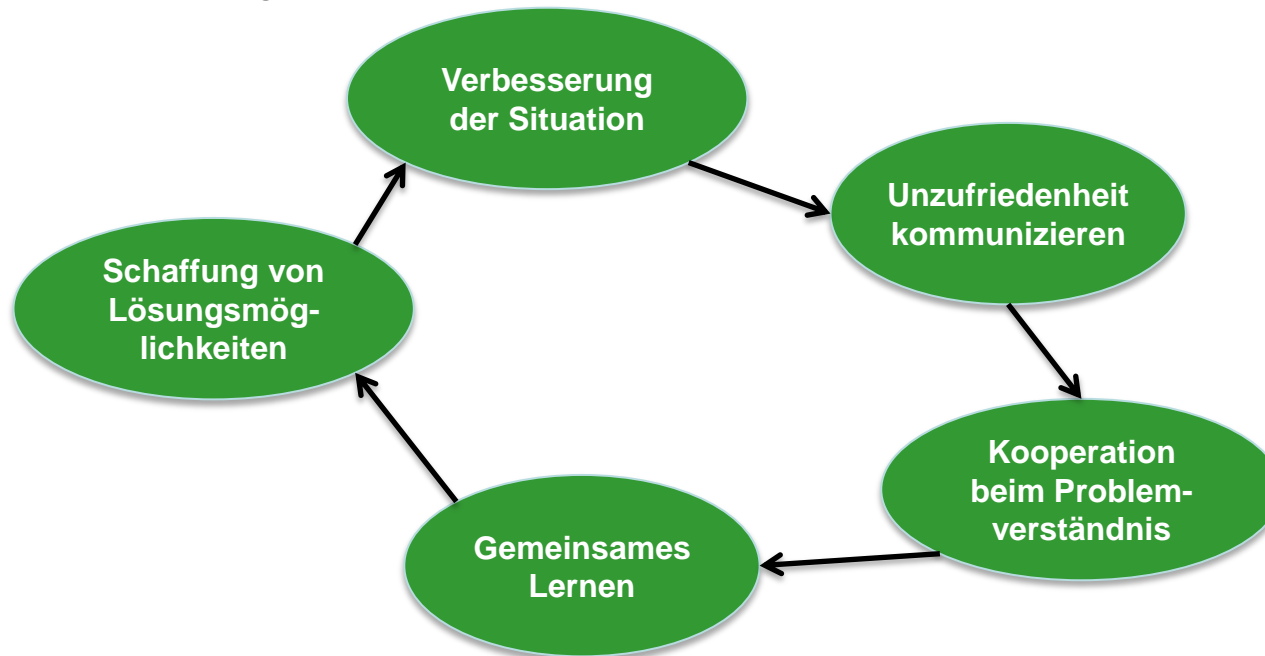 Verbesserung
der Situation
Unzufriedenheit
kommunizieren
Kooperation
beim Problem-
verständnis
Gemeinsames
Lernen
Schaffung von
Lösungsmög-
lichkeiten